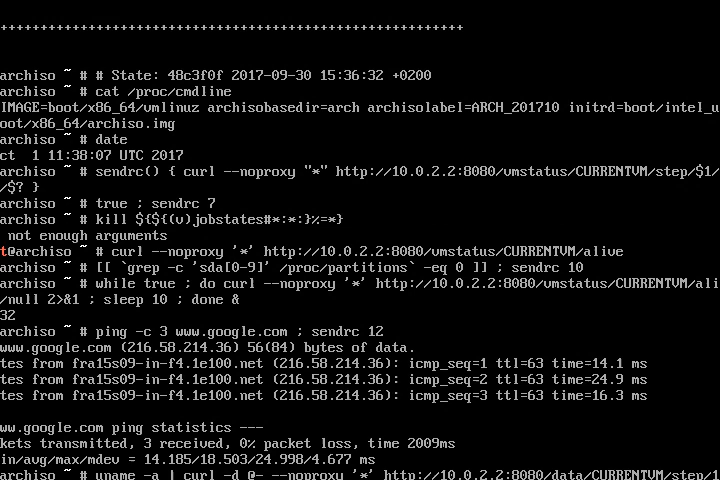 ++++++++++++++++++++++++++++++++++++++++++++++++++++++++++
archiso ~ # # State: 48c3f0f 2017-09-30 15:36:32 +0200
archiso ~ # cat /proc/cmdline
IMAGE=boot/x86_64/vmlinuz archisobasedir=arch archisolabel=ARCH_201710 initrd=boot/intel_u
oot/x86_64/archiso.img
archiso ~ # date
ct  1 11:38:07 UTC 2017
archiso ~ # sendrc() { curl --noproxy "*" http://10.0.2.2:8080/vmstatus/CURRENTVM/step/$1/
/$? }
archiso ~ # true ; sendrc 7
archiso ~ # kill ${${(v)jobstates#*:*:}%=*}
 not enough arguments
t@archiso ~ # curl --noproxy '*' http://10.0.2.2:8080/vmstatus/CURRENTVM/alive
archiso ~ # [[ `grep -c 'sda[0-9]' /proc/partitions` -eq 0 ]] ; sendrc 10
archiso ~ # while true ; do curl --noproxy '*' http://10.0.2.2:8080/vmstatus/CURRENTVM/ali
/null 2>&1 ; sleep 10 ; done &
32
archiso ~ # ping -c 3 www.google.com ; sendrc 12
www.google.com (216.58.214.36) 56(84) bytes of data.
tes from fra15s09-in-f4.1e100.net (216.58.214.36): icmp_seq=1 ttl=63 time=14.1 ms
tes from fra15s09-in-f4.1e100.net (216.58.214.36): icmp_seq=2 ttl=63 time=24.9 ms
tes from fra15s09-in-f4.1e100.net (216.58.214.36): icmp_seq=3 ttl=63 time=16.3 ms
ww.google.com ping statistics ---
kets transmitted, 3 received, 0% packet loss, time 2009ms
in/avg/max/mdev = 14.185/18.503/24.998/4.677 ms
archiso ~ # uname -a | curl -d @- --noproxy '*' http://10.0.2.2:8080/data/CURRENTVM/step/1